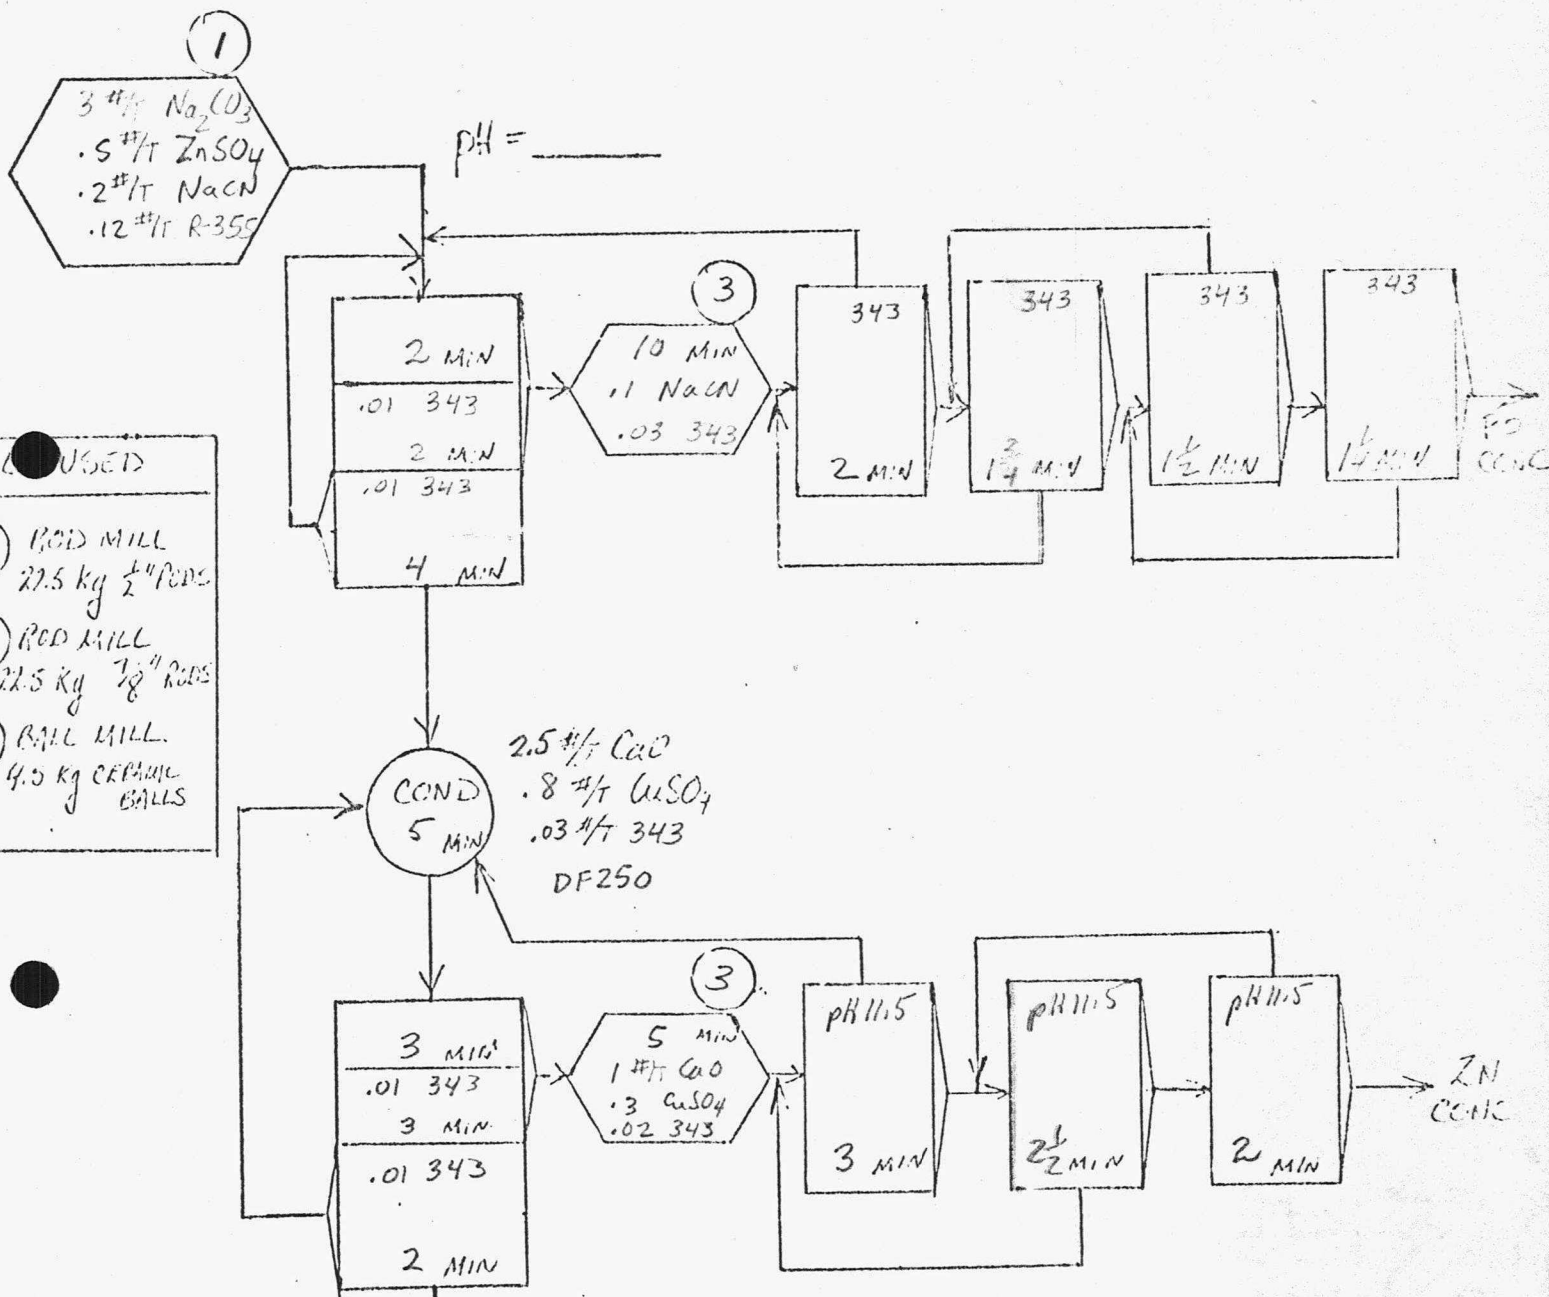 1
3 #/T Na2CO3
.5 #/T ZnSO4
.2 #/T NaCN
.12 #/T R-355
pH = ______
2 MIN
.01 343
2 MIN
.01 343
4 MIN
3
10 MIN
.1 NaCN
.03 343
343
2 MIN
343
1 3/4 MIN
343
1 1/2 MIN
343
1 1/4 MIN
CONC
USED
ROD MILL
22.5 kg 1/2" RODS
ROD MILL
22.5 Kg 7/8" RODS
BALL MILL.
4.5 Kg CERAMIC
BALLS
COND
5 MIN
2.5 #/T CaO
.8 #/T CuSO4
.03 #/T 343
DF250
3 MIN
.01 343
3 MIN
.01 343
2 MIN
3
5 MIN
1 #/T CaO
.3 CuSO4
.02 343
pH 11.5
3 MIN
pH 11.5
2 1/2 MIN
pH 11.5
2 MIN
ZN
CONC